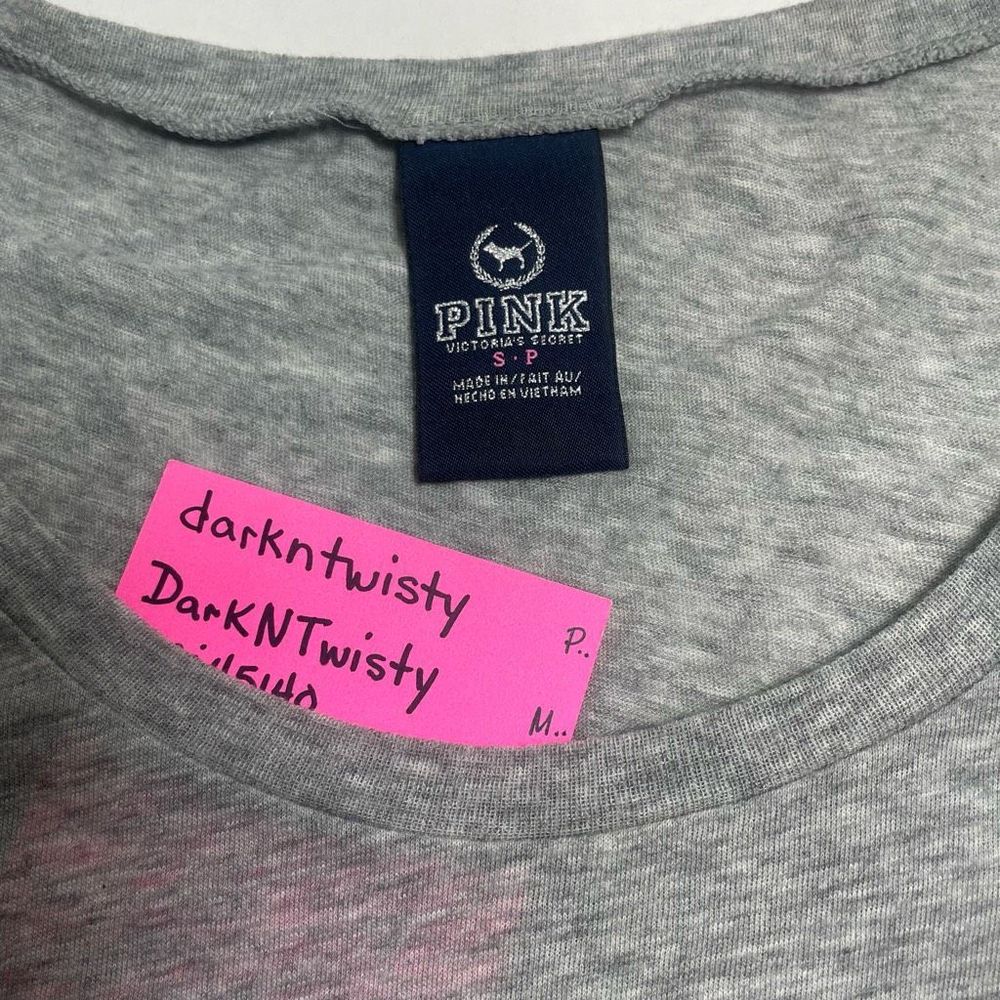 PINK
VICTORIA'S SECRET
S · P
MADE IN/FAIT AU/
HECHO EN VIETNAM
darkntwisty
DarKNTwisty
P..
M..